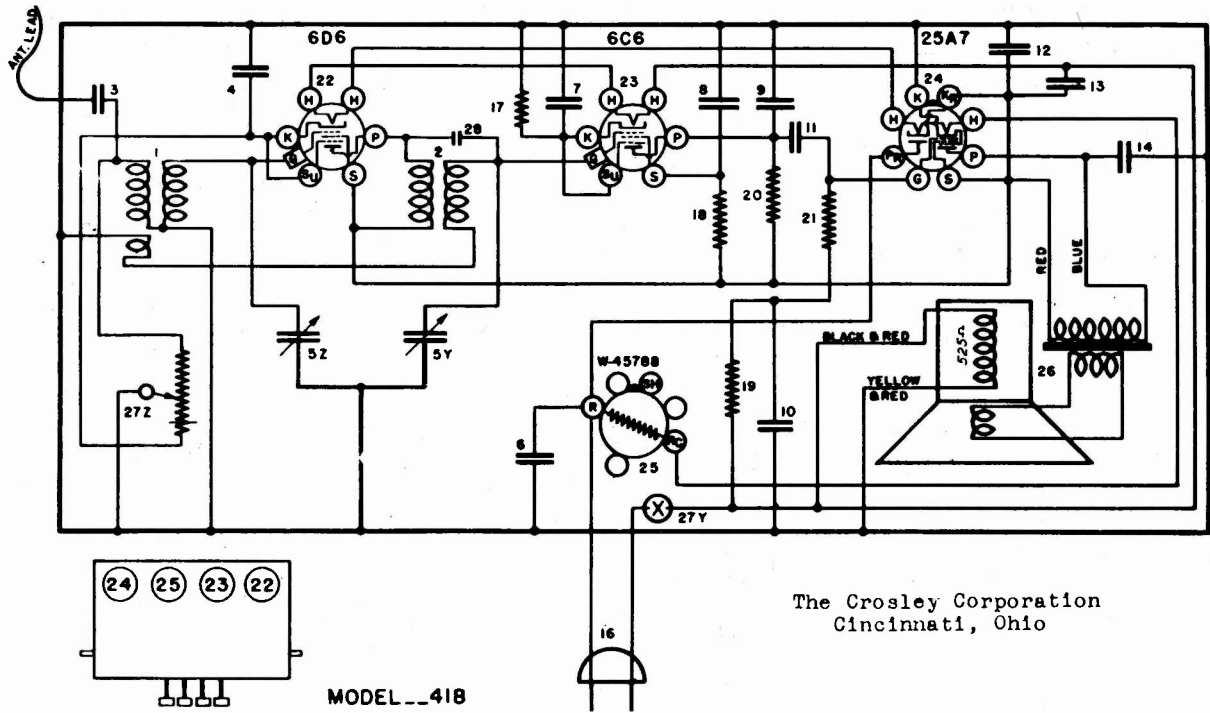 ANT. LEAD
6D6
6C6
25A7
3
4
22
H
H
K
P
G
SU
S
28
17
7
23
H
H
K
P
G
SU
S
8
9
11
24
K
KR
H
H
PR
P
G
S
12
13
14
1
2
18
20
21
RED
BLUE
5Z
5Y
27Z
6
W-45788
SH
R
RC
25
19
10
BLACK & RED
YELLOW & RED
525Ω
26
X
27Y
16
24 25 23 22
MODEL__418
The Crosley Corporation
Cincinnati, Ohio